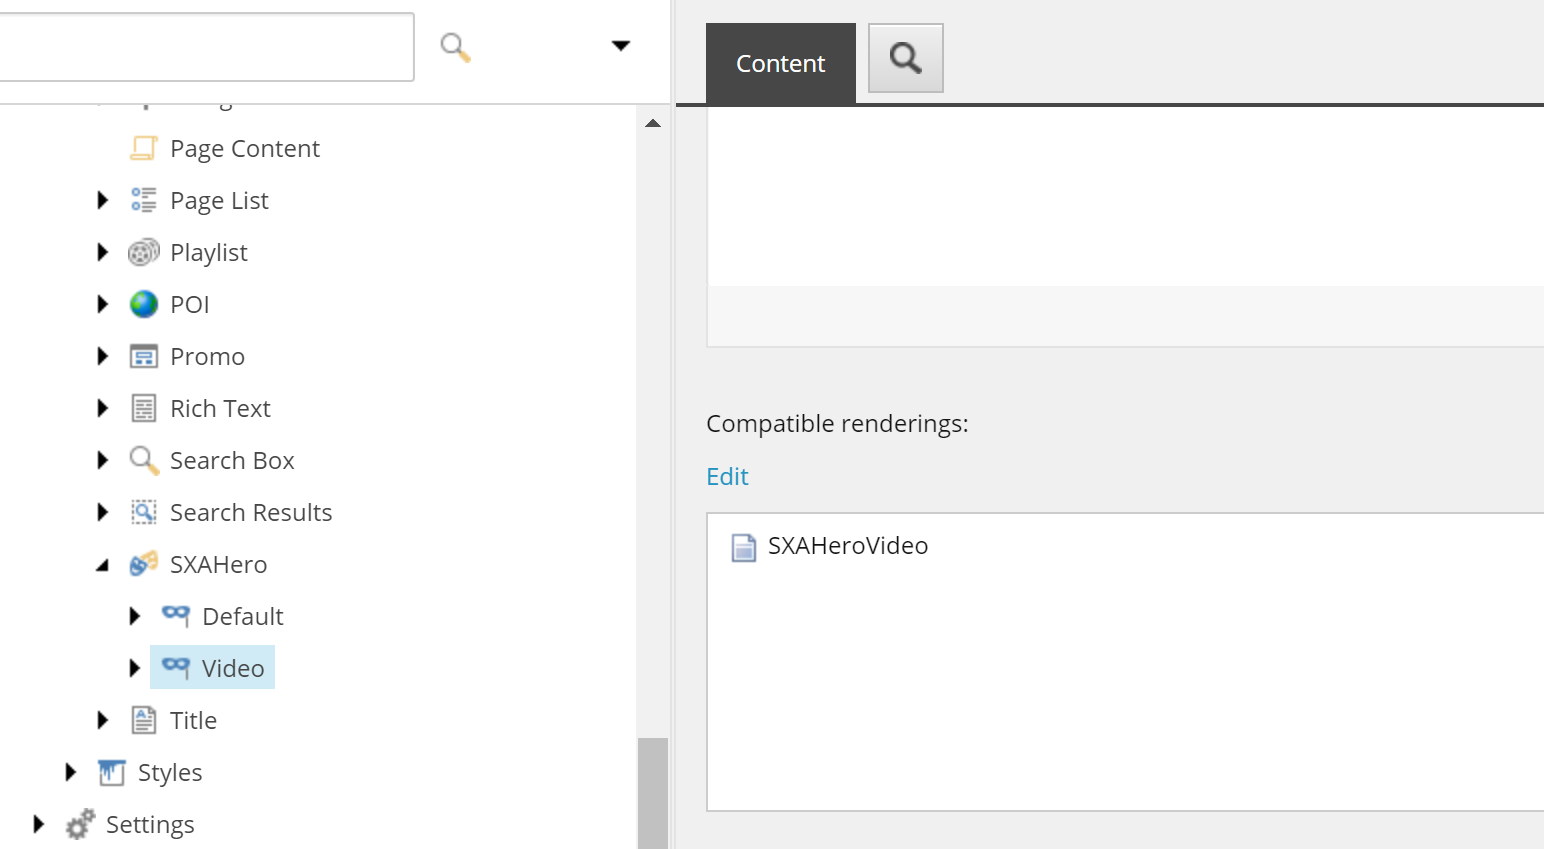 Page Content
Page List
Playlist
POI
Promo
Rich Text
Search Box
Search Results
SXAHero
Default
Video
Title
Styles
Settings
Content
Compatible renderings:
Edit
SXAHeroVideo